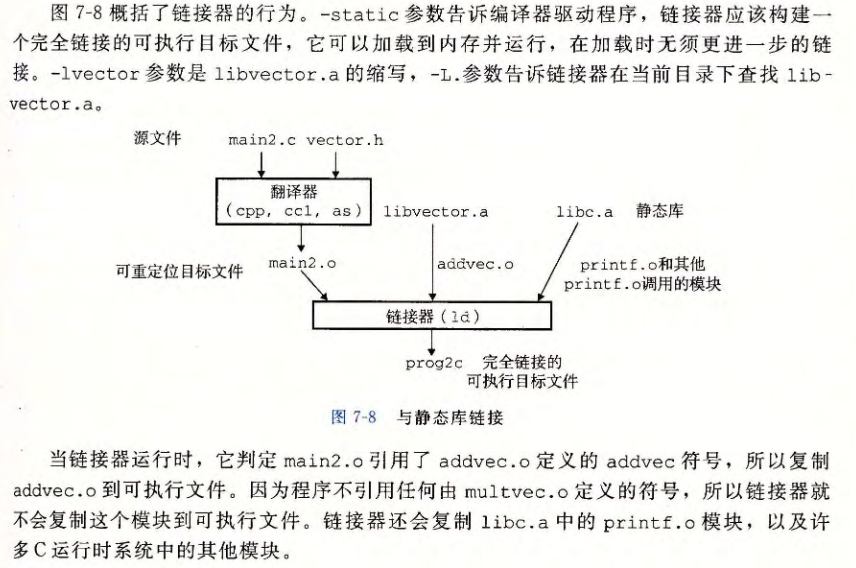 图 7-8 概括了链接器的行为。-static 参数告诉编译器驱动程序，链接器应该构建一
个完全链接的可执行目标文件，它可以加载到内存并运行，在加载时无须更进一步的链
接。-lvector 参数是 libvector.a 的缩写，-L.参数告诉链接器在当前目录下查找 lib-
vector.a。
源文件 main2.c vector.h
翻译器
(cpp, cc1, as) libvector.a libc.a 静态库
可重定位目标文件 main2.o addvec.o printf.o和其他
printf.o调用的模块
链接器(ld)
prog2c 完全链接的
可执行目标文件
图 7-8 与静态库链接
当链接器运行时，它判定 main2.o 引用了 addvec.o 定义的 addvec 符号，所以复制
addvec.o 到可执行文件。因为程序不引用任何由 multvec.o 定义的符号，所以链接器就
不会复制这个模块到可执行文件。链接器还会复制 libc.a 中的 printf.o 模块，以及许
多 C 运行时系统中的其他模块。